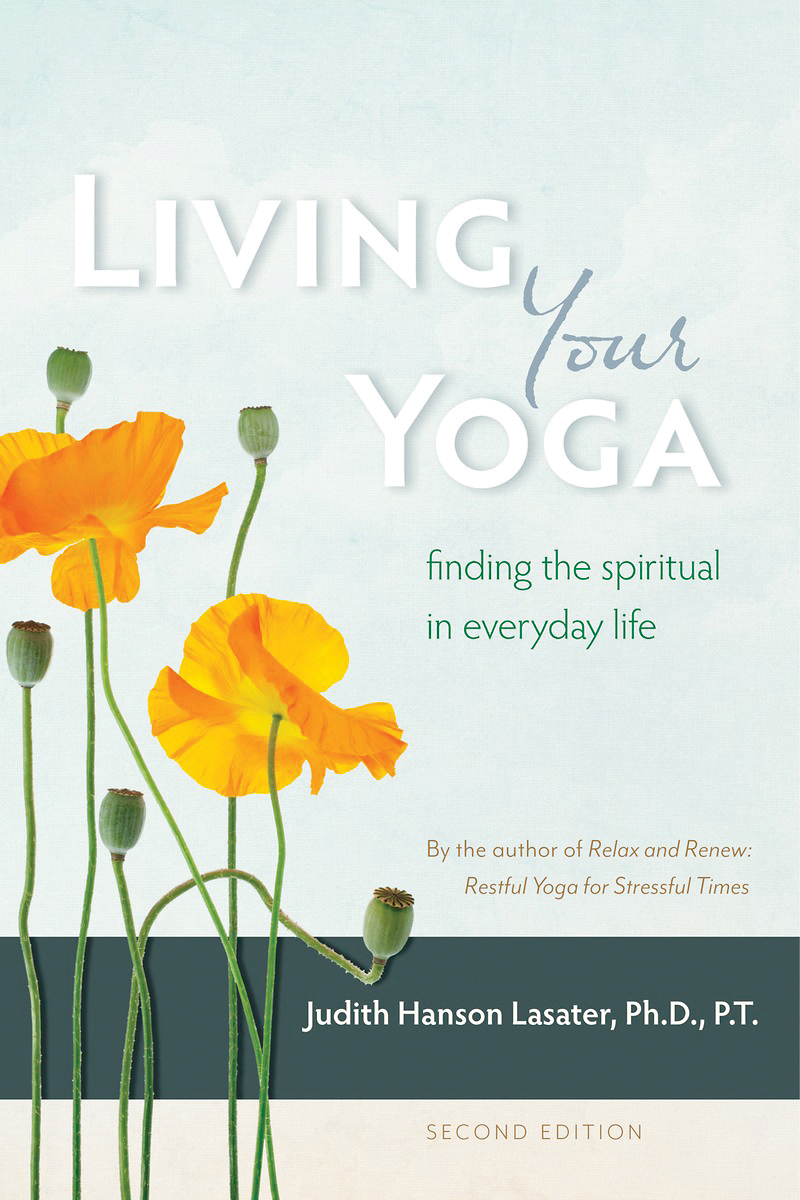 LIVING
Your
YOGA
finding the spiritual
in everyday life
By the author of Relax and Renew:
Restful Yoga for Stressful Times
Judith Hanson Lasater, Ph.D., P.T.
SECOND EDITION